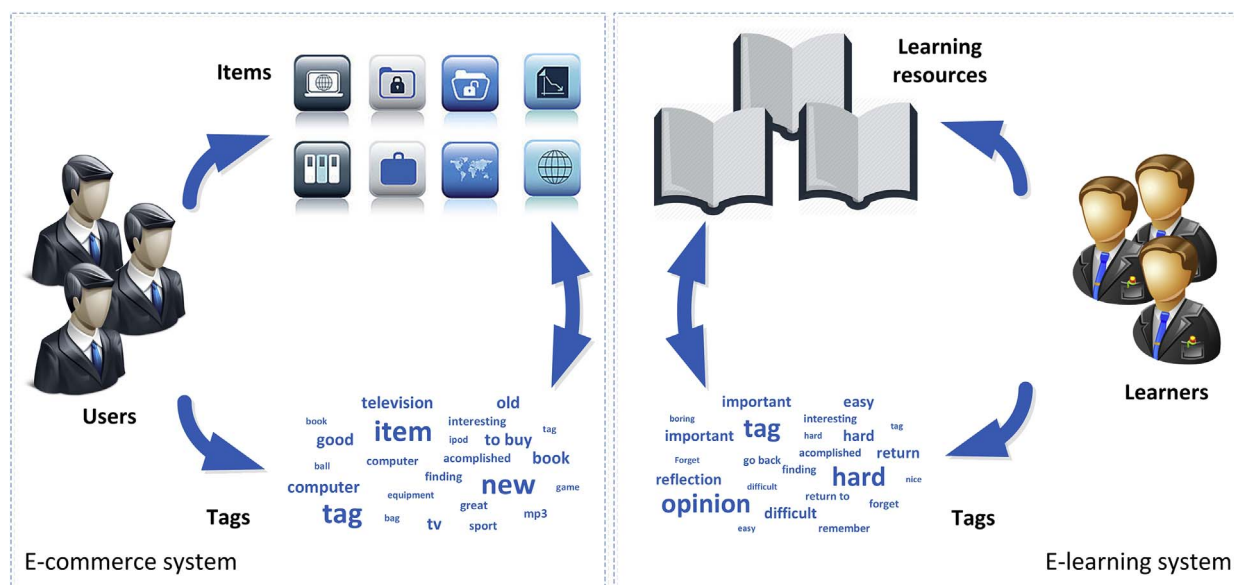 Items
Users
television old
book interesting
good item ipod to buy tag
ball computer acomplished book
finding
computer new game
equipment
tag bag tv great sport mp3
Tags
E-commerce system
Learning
resources
Learners
important easy
boring interesting tag
important tag hard hard
Forget go back acomplished return
finding
reflection difficult hard nice
opinion return to forget
difficult
easy remember
Tags
E-learning system